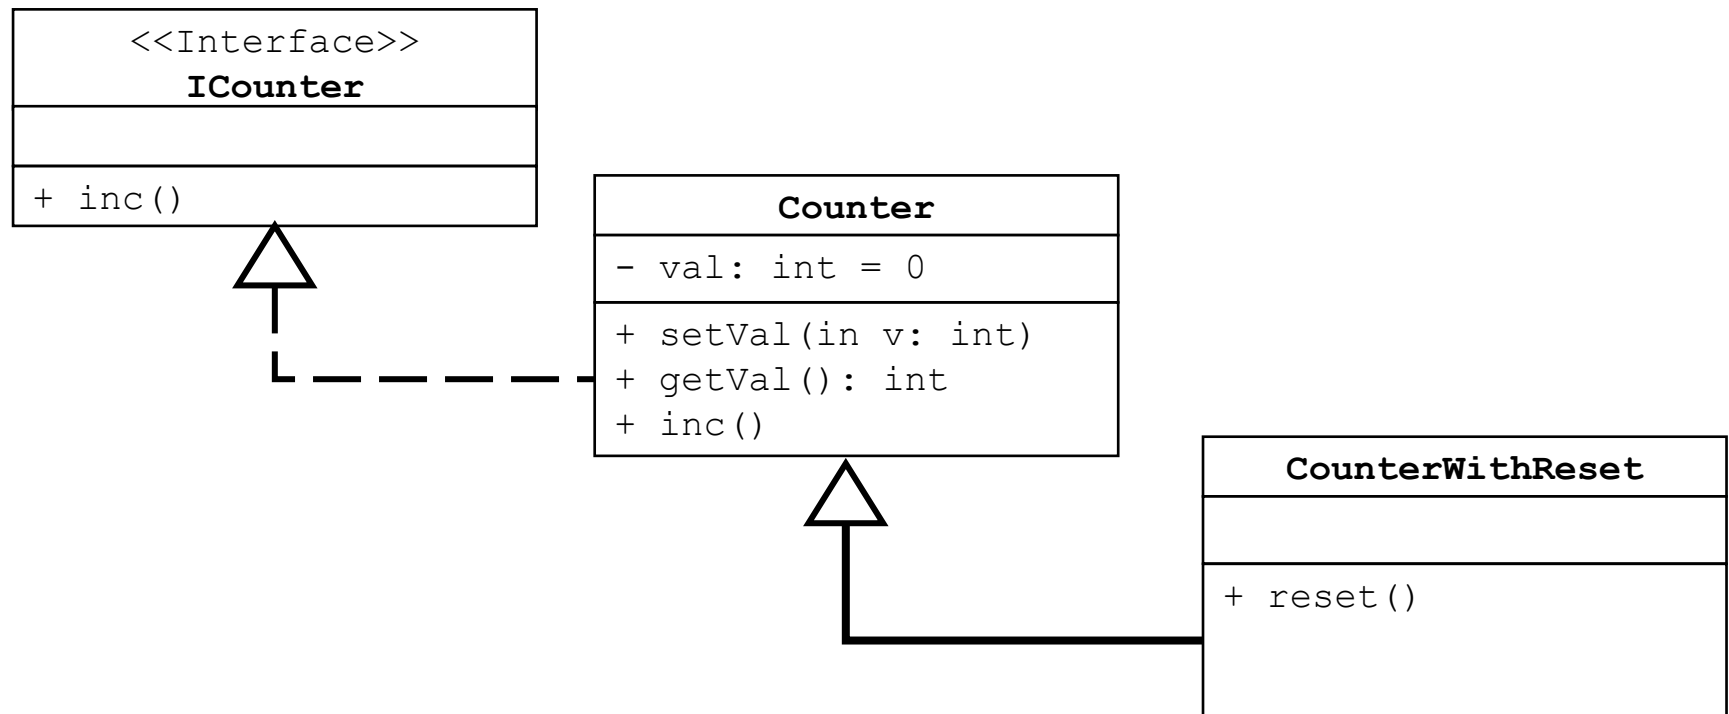 <<Interface>>
ICounter
+ inc()
Counter
- val: int = 0
+ setVal(in v: int)
+ getVal(): int
+ inc()
CounterWithReset
+ reset()